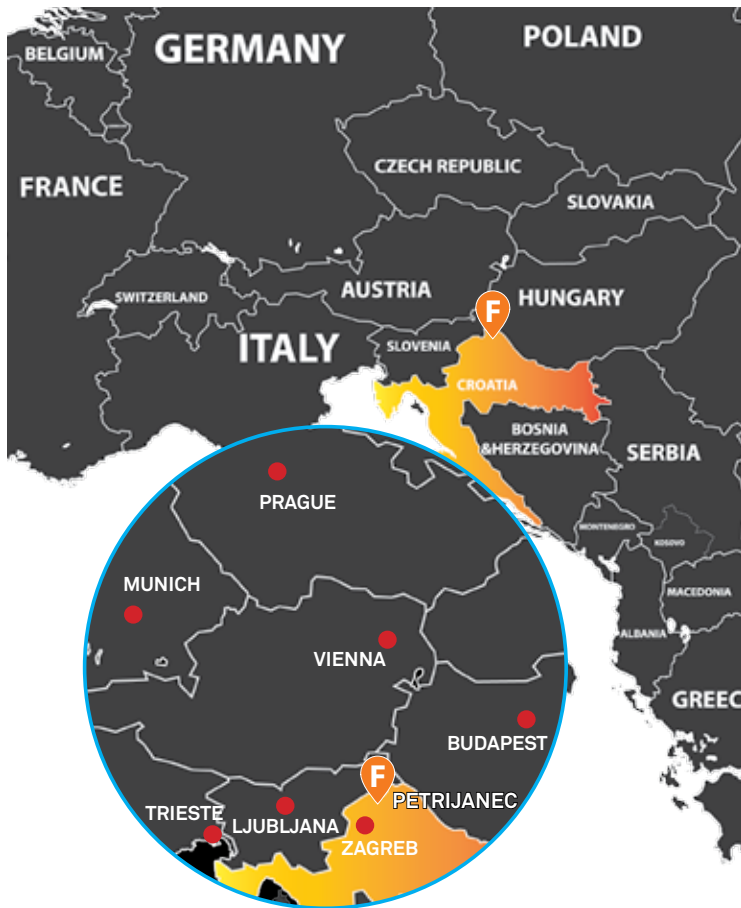 BELGIUM
GERMANY
POLAND
CZECH REPUBLIC
FRANCE
SLOVAKIA
SWITZERLAND
AUSTRIA
HUNGARY
F
ITALY
SLOVENIA
CROATIA
BOSNIA
&HERZEGOVINA
SERBIA
MONTENEGRO
KOSOVO
MACEDONIA
ALBANIA
GREEC
PRAGUE
MUNICH
VIENNA
BUDAPEST
F
PETRIJANEC
TRIESTE
LJUBLJANA
ZAGREB